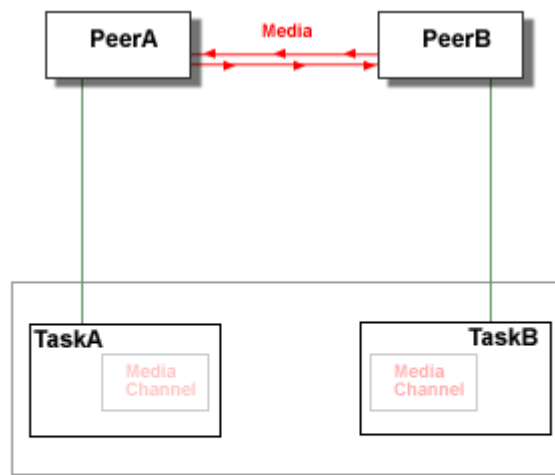 PeerA
Media
PeerB
TaskA
Media
Channel
TaskB
Media
Channel